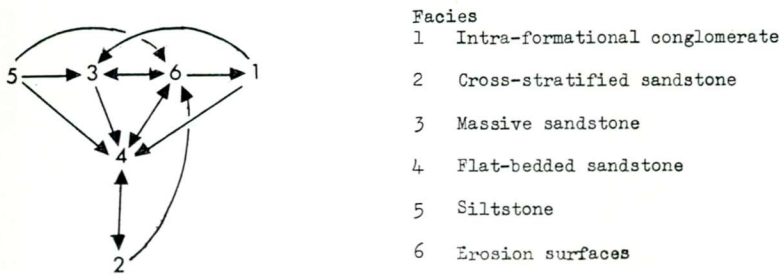 Facies
1 Intra-formational conglomerate
2 Cross-stratified sandstone
3 Massive sandstone
4 Flat-bedded sandstone
5 Siltstone
6 Erosion surfaces
5 3 6 1
4
2